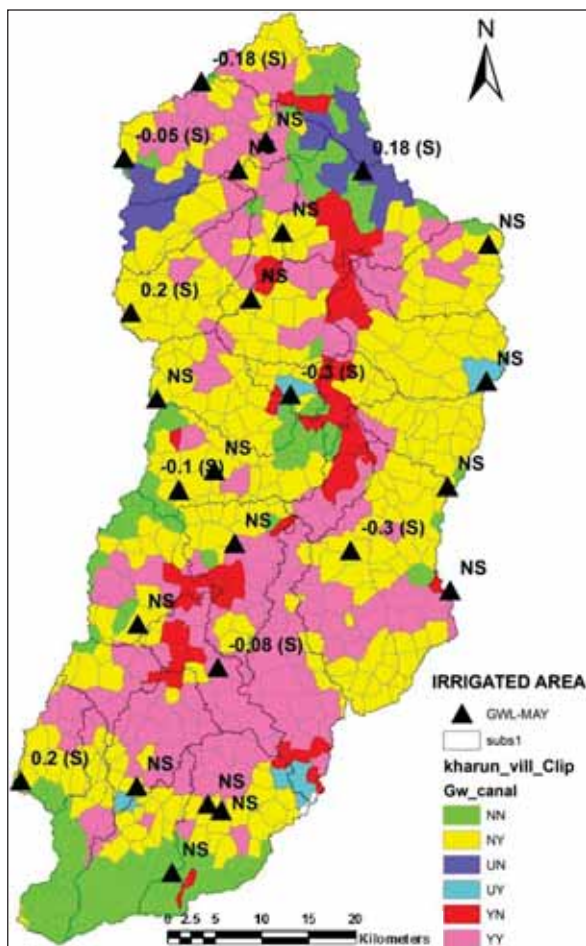 -0.18 (S)
N
NS
-0.05 (S)
NS
0.18 (S)
NS
NS
NS
0.2 (S)
NS
-0.3 (S)
NS
NS
-0.1 (S)
NS
NS
-0.3 (S)
NS
NS
-0.08 (S)
0.2 (S)
NS
NS
NS
NS
IRRIGATED AREA
GWL-MAY
subs1
kharun_vill_Clip
Gw_canal
NN
NY
UN
UY
YN
YY
0 2.5 5 10 15 20
Kilometers